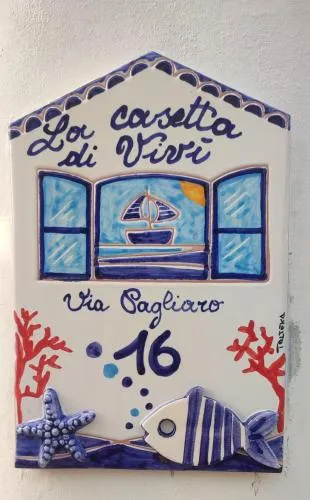 La casetta
di Vivi
Via Pagliaro
16